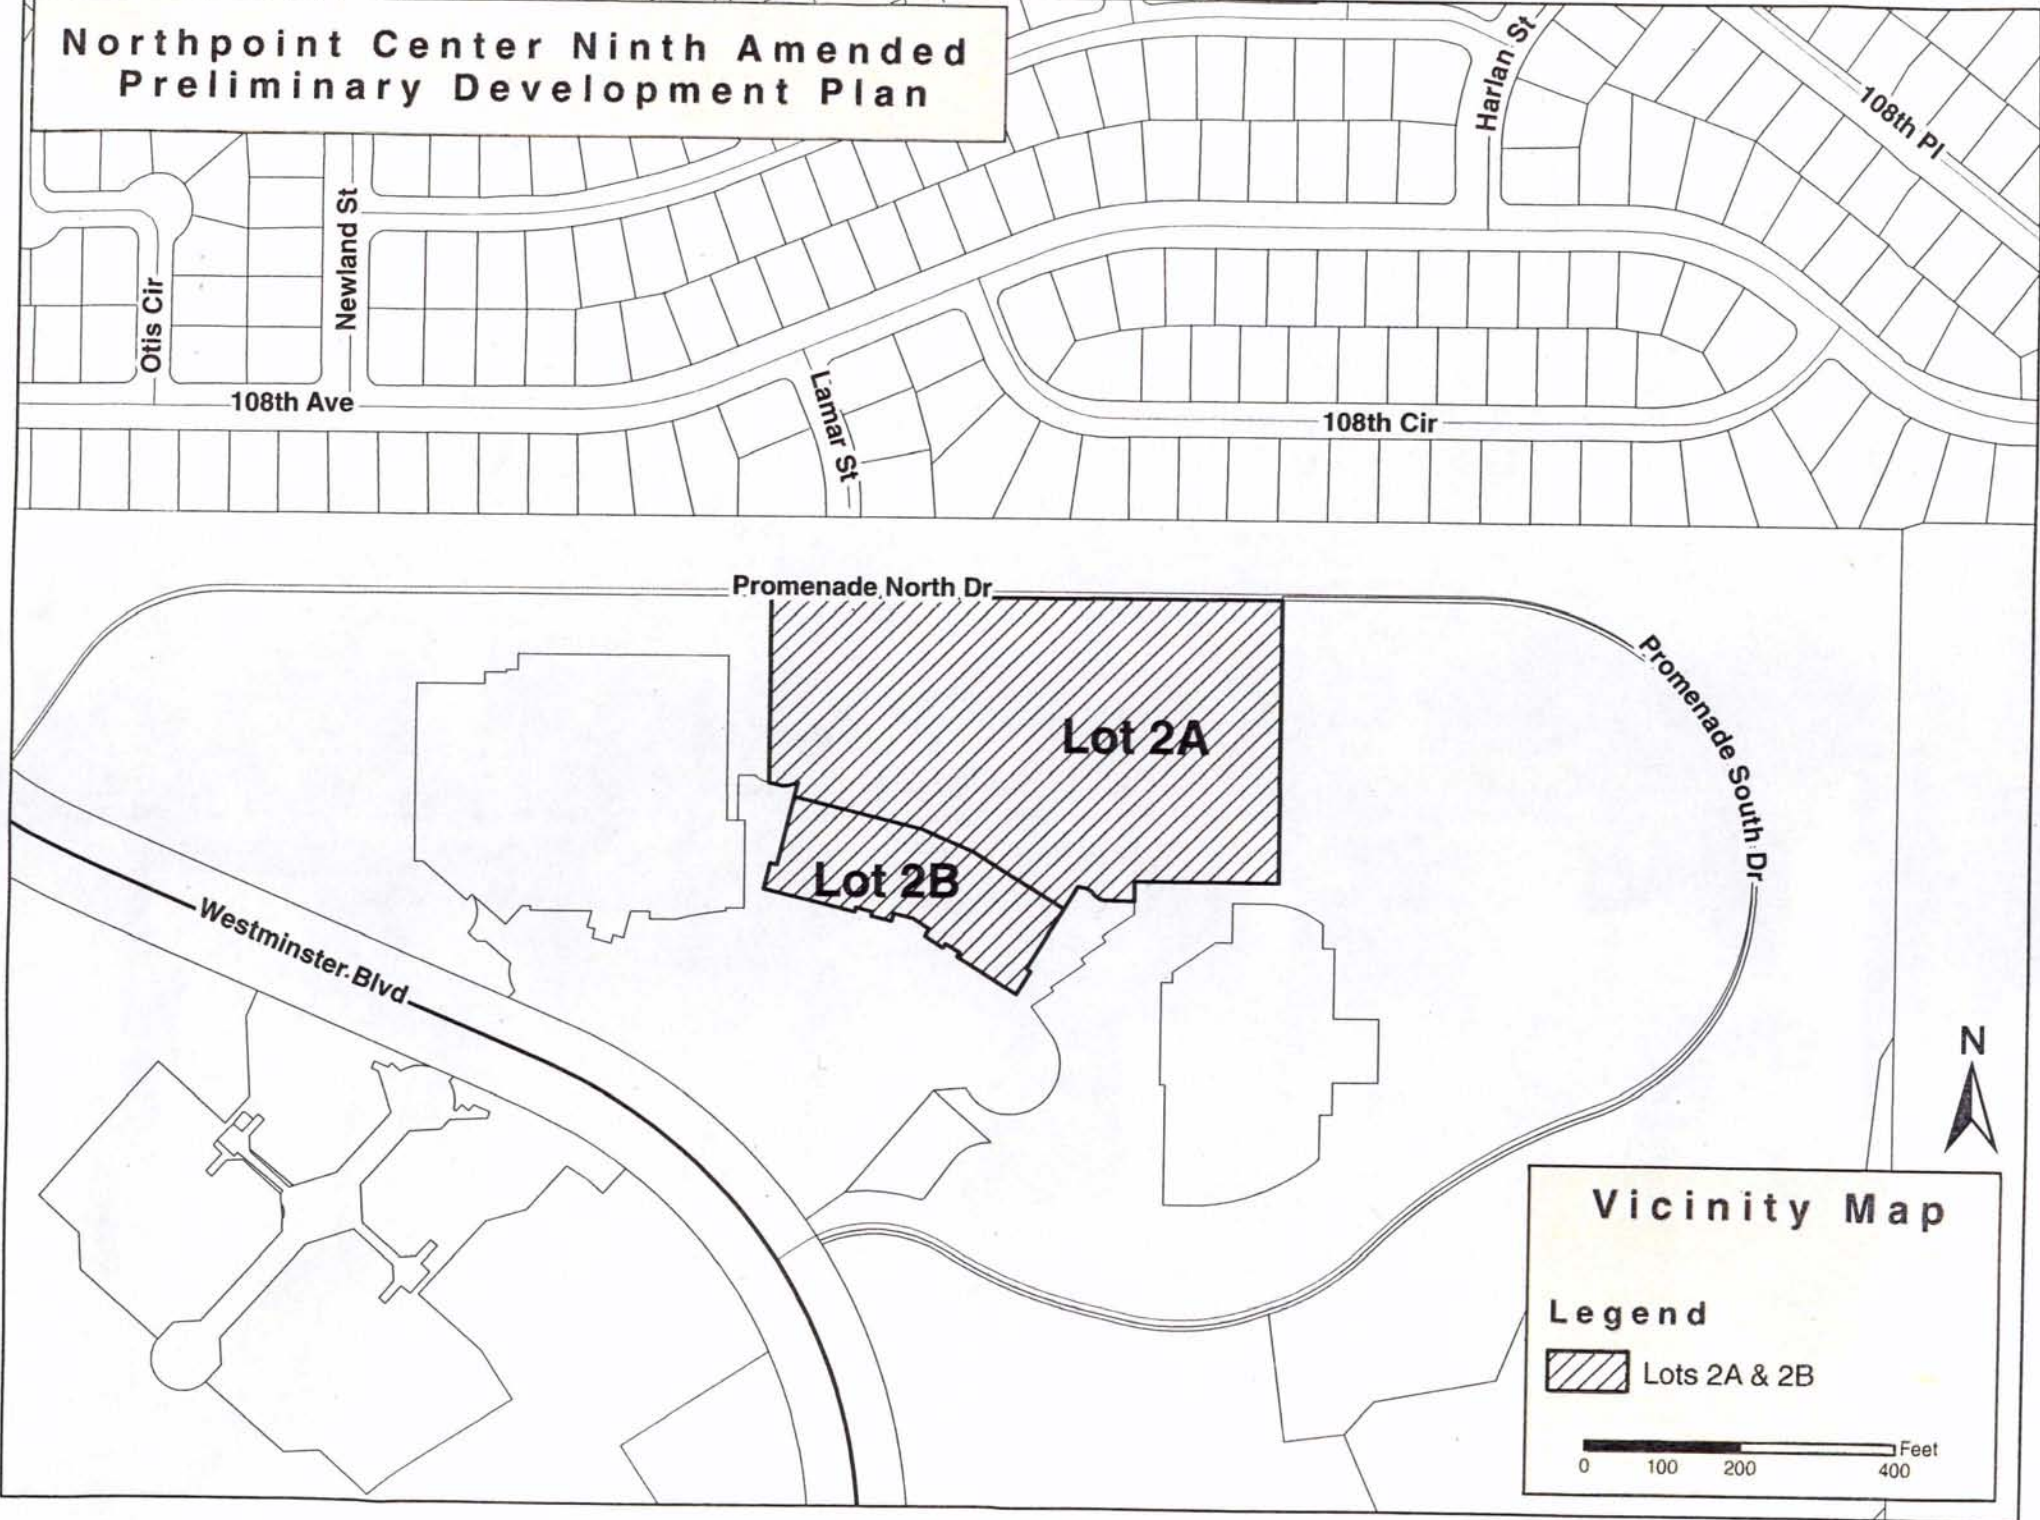 Northpoint Center Ninth Amended
Preliminary Development Plan
Harlan St
108th Pl
Newland St
Otis Cir
108th Ave
Lamar St
108th Cir
Promenade North Dr
Promenade South Dr
Lot 2A
Lot 2B
Westminster Blvd
N
Vicinity Map
Legend
Lots 2A & 2B
Feet
0 100 200 400